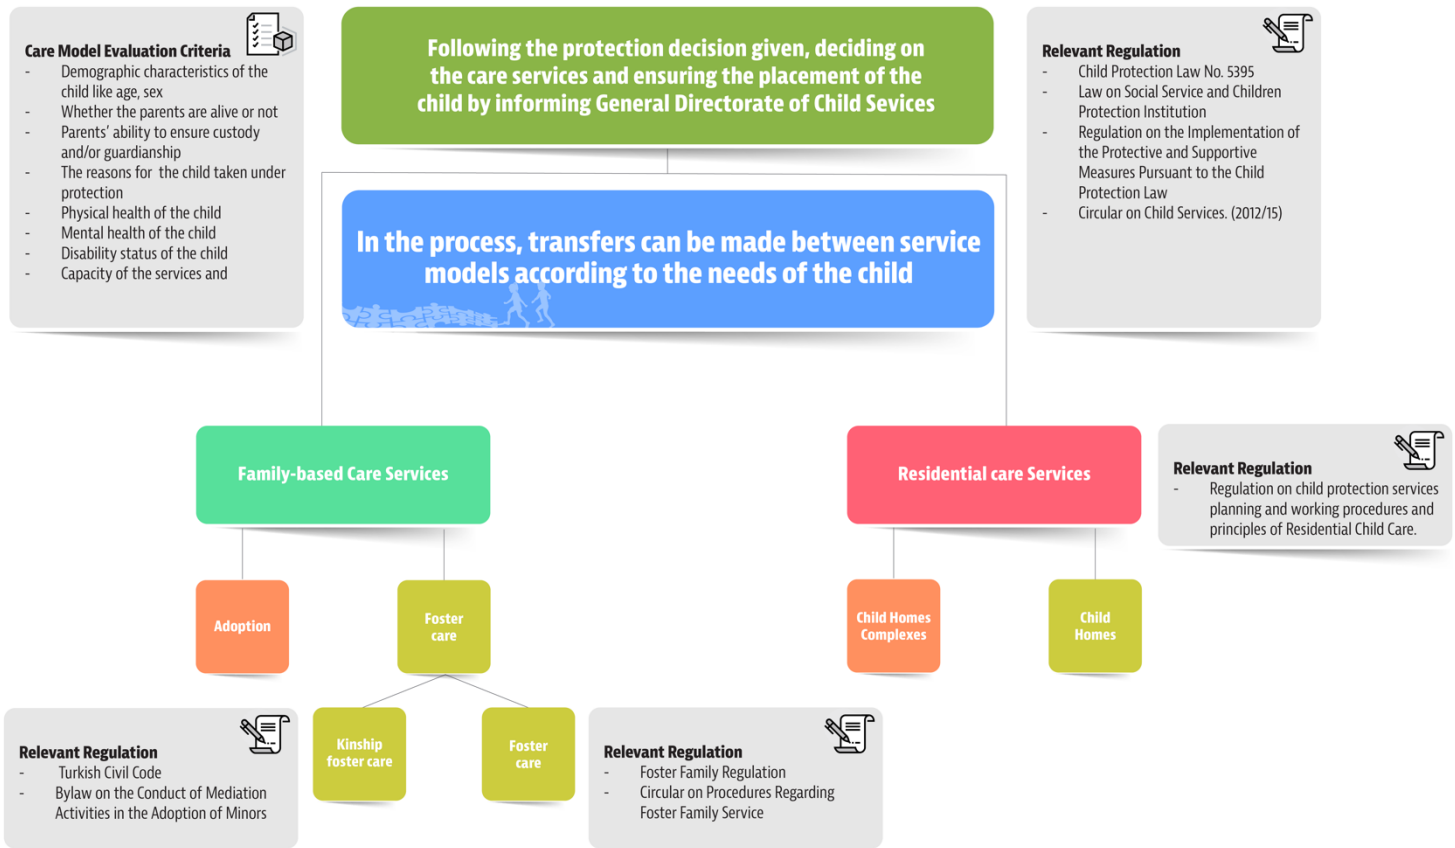 Care Model Evaluation Criteria
- Demographic characteristics of the
child like age, sex
- Whether the parents are alive or not
- Parents' ability to ensure custody
and/or guardianship
- The reasons for the child taken under
protection
- Physical health of the child
- Mental health of the child
- Disability status of the child
- Capacity of the services and
Following the protection decision given, deciding on
the care services and ensuring the placement of the
child by informing General Directorate of Child Sevices
Relevant Regulation
- Child Protection Law No. 5395
- Law on Social Service and Children
Protection Institution
- Regulation on the Implementation of
the Protective and Supportive
Measures Pursuant to the Child
Protection Law
- Circular on Child Services. (2012/15)
In the process, transfers can be made between service
models according to the needs of the child
Family-based Care Services
Residential care Services
Relevant Regulation
- Regulation on child protection services
planning and working procedures and
principles of Residential Child Care.
Adoption
Foster
care
Child Homes
Complexes
Child
Homes
Relevant Regulation
- Turkish Civil Code
- Bylaw on the Conduct of Mediation
Activities in the Adoption of Minors
Kinship
foster care
Foster
care
Relevant Regulation
- Foster Family Regulation
- Circular on Procedures Regarding
Foster Family Service